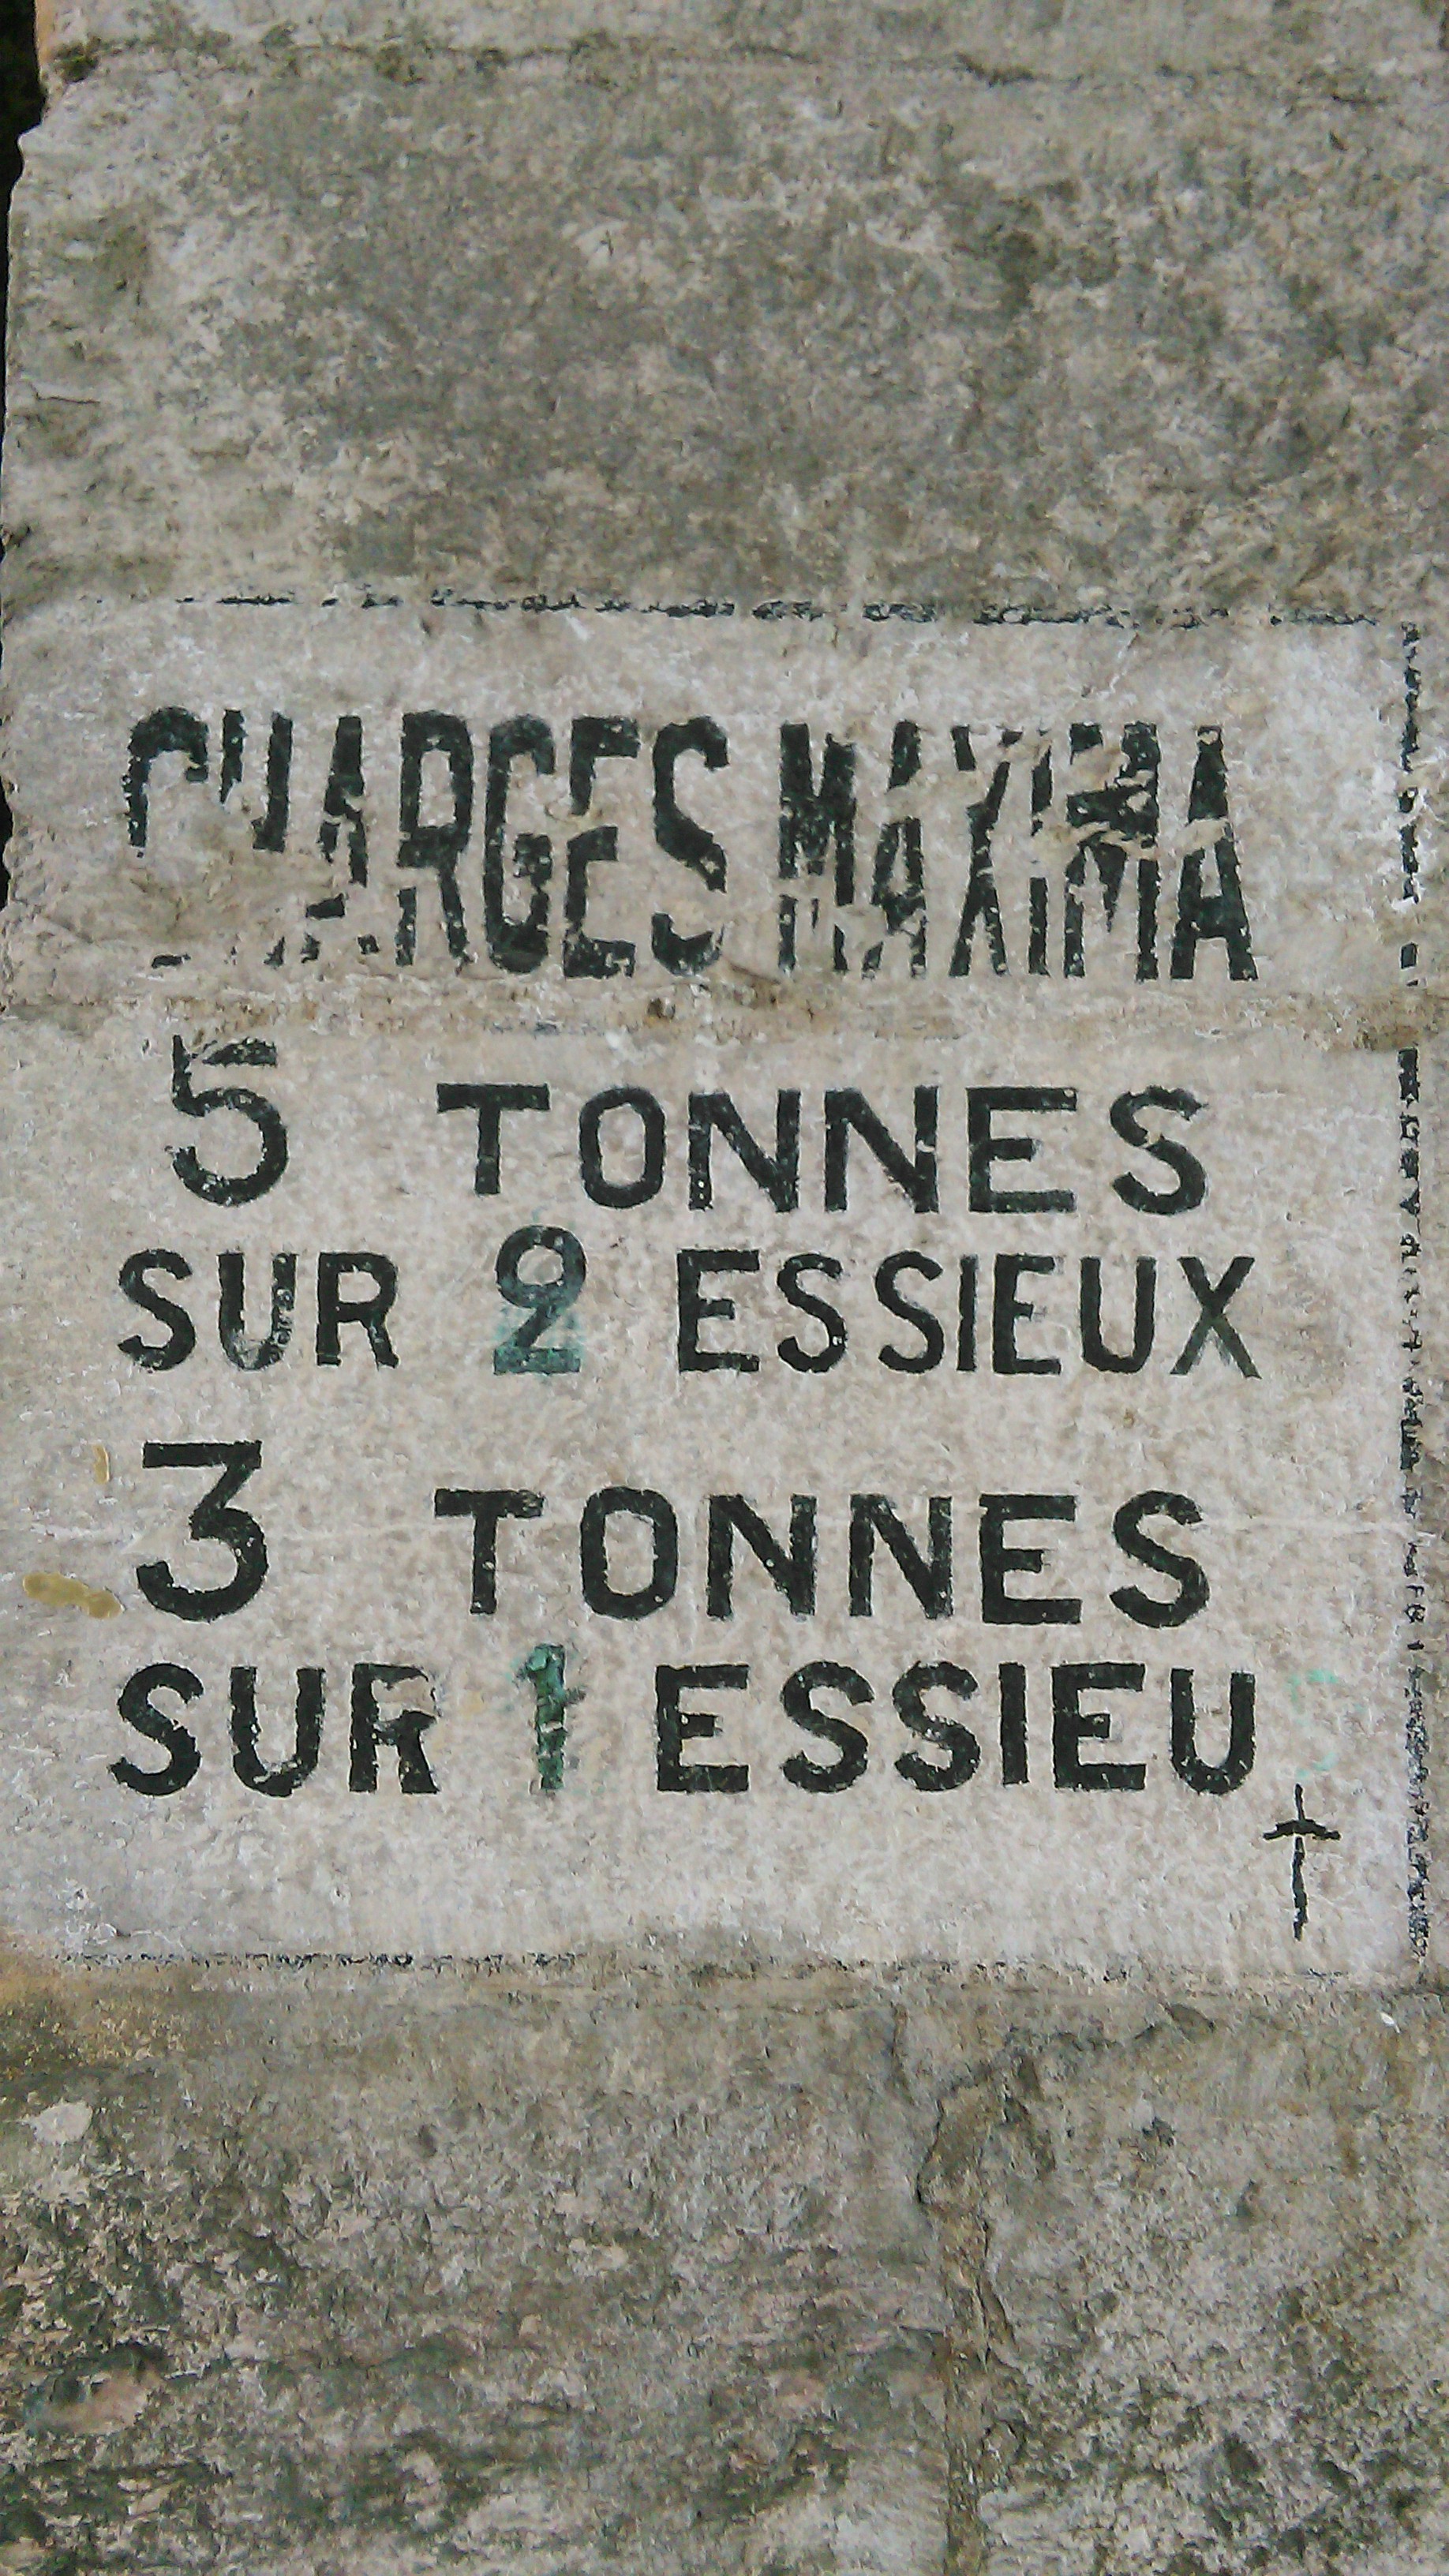 CHARGES MAXIMA
5 TONNES
SUR 2 ESSIEUX
3 TONNES
SUR 1 ESSIEU